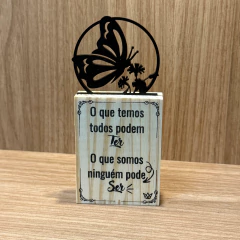 O que temos
todos podem
Ter
O que somos
ninguém pode
Ser